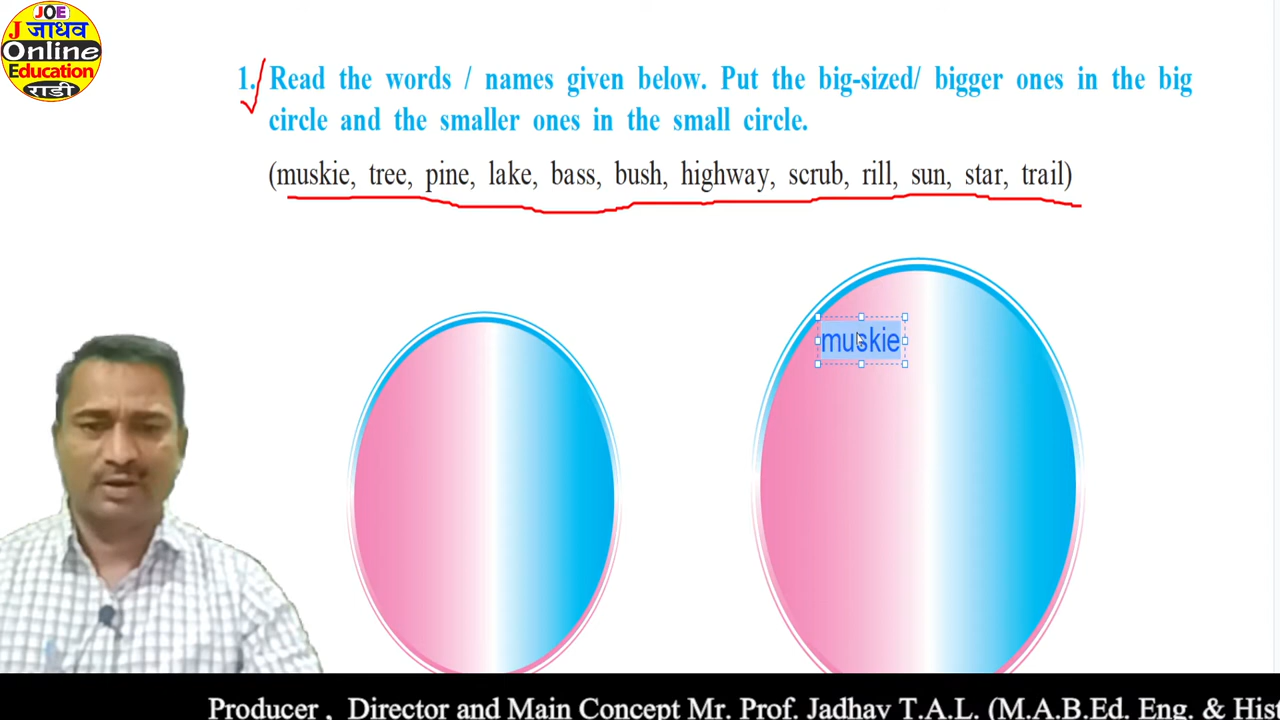 JOE
J जाधव
Online
Education
राडी
1. Read the words / names given below. Put the big-sized/ bigger ones in the big
circle and the smaller ones in the small circle.
(muskie, tree, pine, lake, bass, bush, highway, scrub, rill, sun, star, trail)
muskie
Producer , Director and Main Concept Mr. Prof. Jadhav T.A.L. (M.A.B.Ed. Eng. & Hist